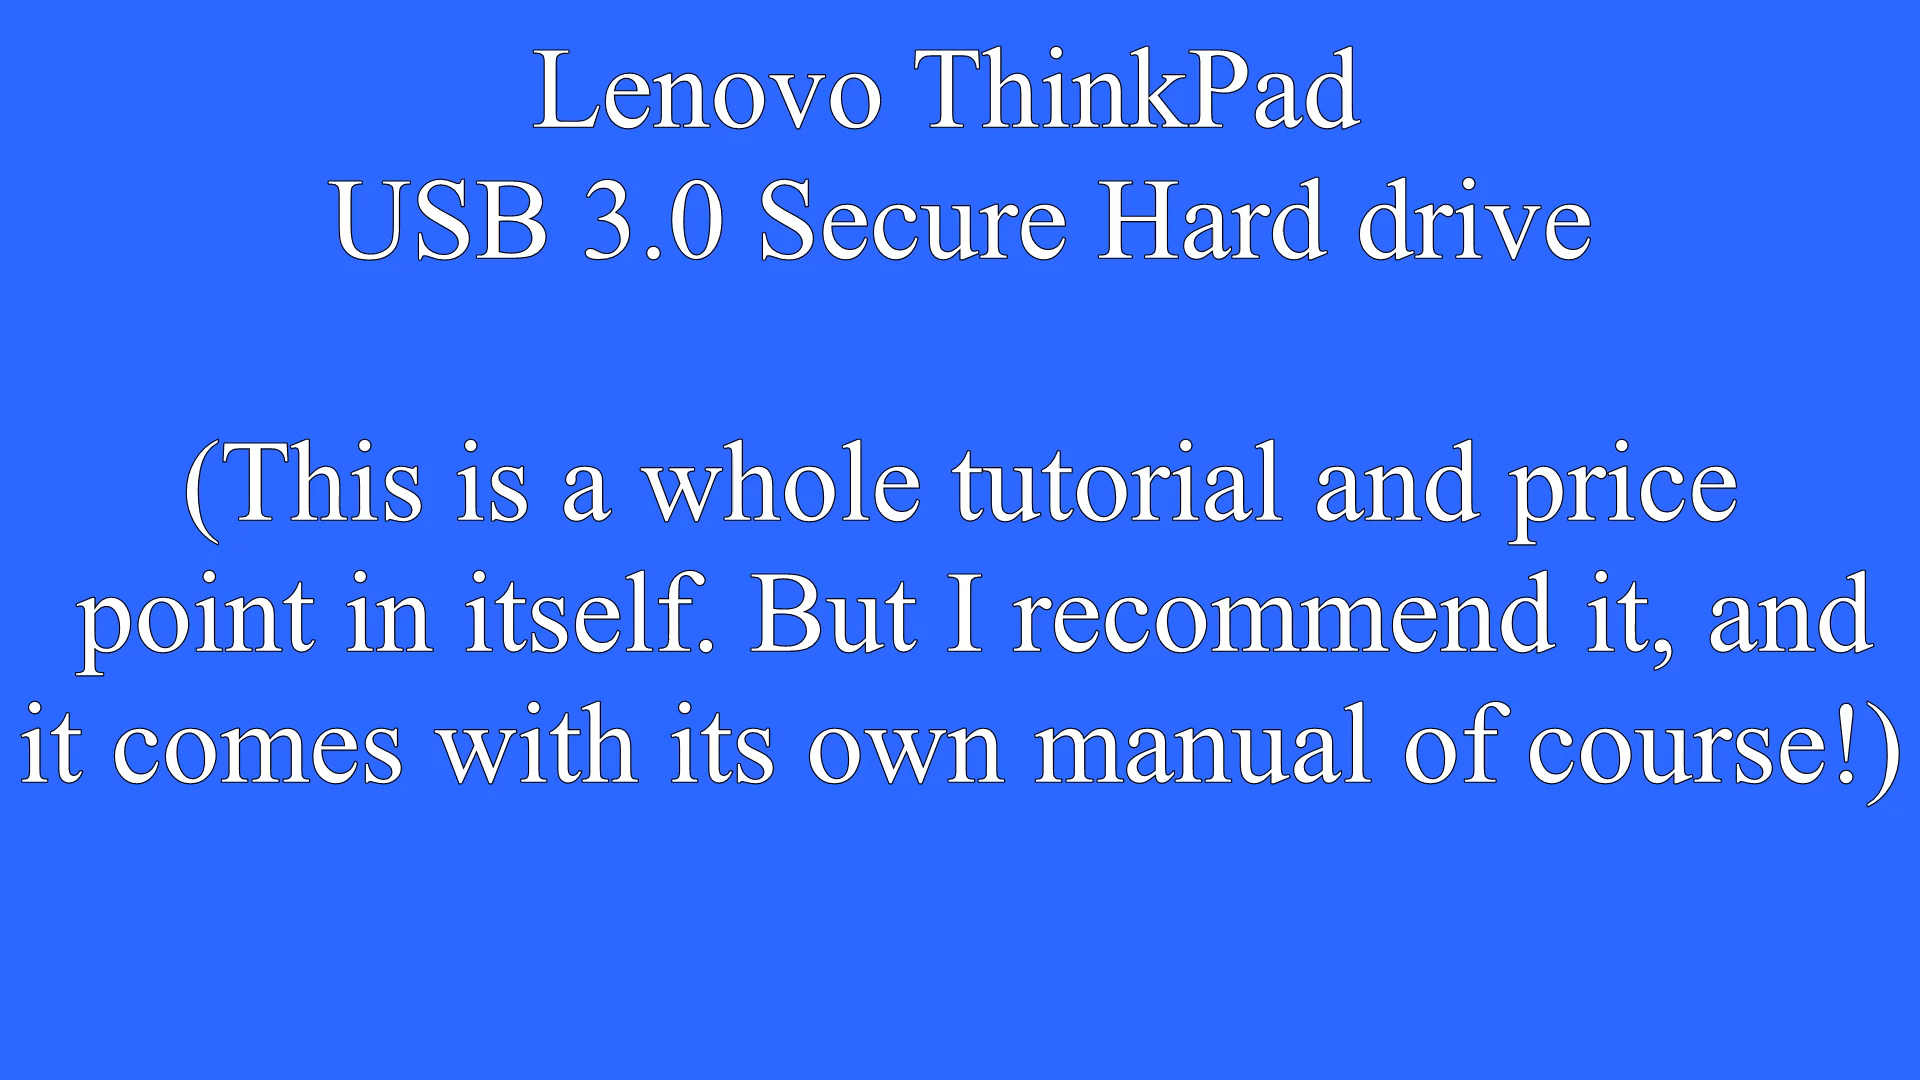 Lenovo ThinkPad
USB 3.0 Secure Hard drive
(This is a whole tutorial and price
point in itself. But I recommend it, and
it comes with its own manual of course!)